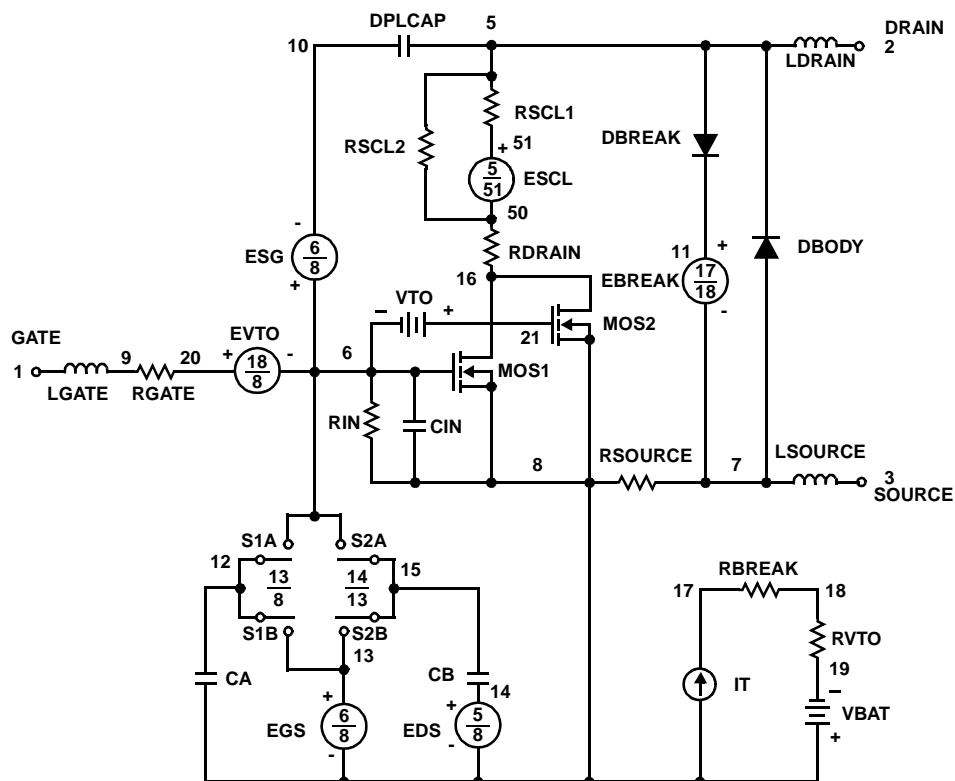 DPLCAP 5 DRAIN
10 2
LDRAIN
RSCL1
RSCL2 + 51 DBREAK
5
51 ESCL
50
- 
ESG 6
8 RDRAIN 11 + DBODY
+ 16 EBREAK 17
18
- VTO + -
MOS2
GATE EVTO 21
1 9 20 + 18
8 - 6 MOS1
LGATE RGATE
RIN CIN
8 RSOURCE 7 LSOURCE
3
SOURCE
S1A S2A
12 13
8 14
13 15
RBREAK
17 18
S1B S2B
13 RVTO
CA CB 19
+ + 14 IT -
EGS 6
8 EDS 5
8 VBAT
- - +